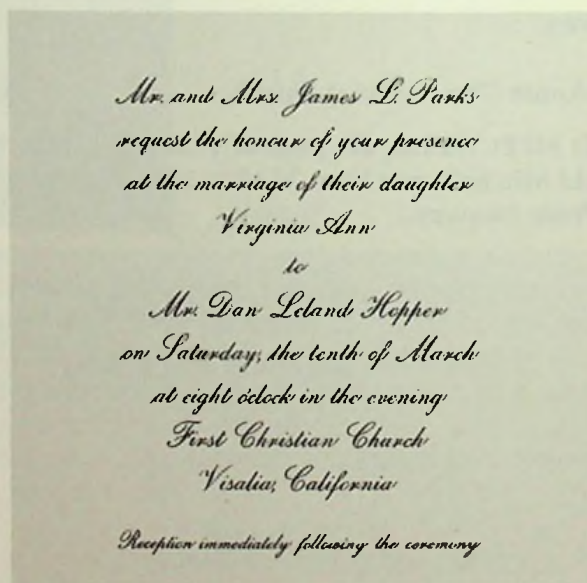 Mr. and Mrs. James L. Parks
request the honour of your presence
at the marriage of their daughter
Virginia Ann
to
Mr. Dan Leland Hopper
on Saturday, the tenth of March
at eight o'clock in the evening
First Christian Church
Visalia, California
Reception immediately following the ceremony